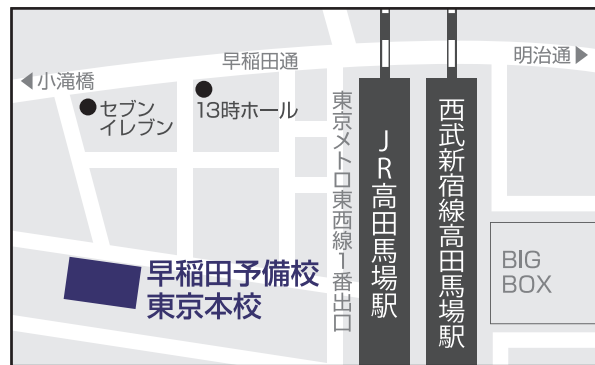 早稲田通
明治通▶
◀小滝橋
●セブン
イレブン
●
13時ホール
東京メトロ東西線1番出口
JR高田馬場駅
西武新宿線高田馬場駅
BIG
BOX
早稲田予備校
東京本校